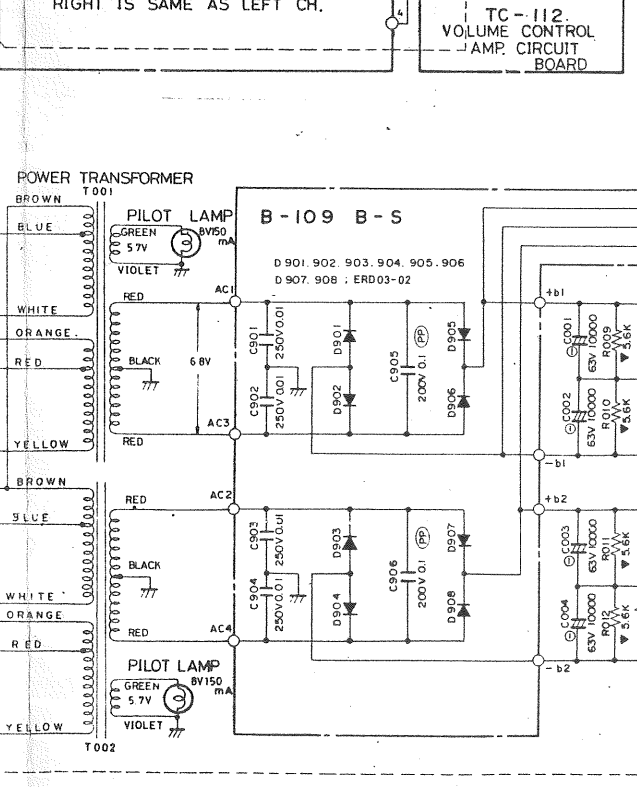 RIGHT IS SAME AS LEFT CH.
4
TC-112.
VOLUME CONTROL
AMP. CIRCUIT
BOARD
POWER TRANSFORMER
T001
BROWN
BLUE
WHITE
ORANGE.
RED
YELLOW
PILOT LAMP
GREEN
5.7V
VIOLET
8V150
mA
RED
BLACK
RED
68V
AC1
AC3
B-109 B-S
D901.902.903.904.905.906
D907.908 ; ERD03-02
C901
250V0.01
C902
250V0.01
D901
D902
C905
200V 0.1
PP
D905
D906
+b1
-b1
C001
63V 10000
R009
5.6K
C002
63V 10000
R010
5.6K
BROWN
BLUE
WHITE
ORANGE
RED
YELLOW
RED
BLACK
RED
AC2
AC4
C903
250V0.01
C904
250V0.01
D903
D904
C906
200V 0.1
PP
D907
D908
+b2
-b2
C003
63V 10000
R011
5.6K
C004
63V 10000
R012
5.6K
PILOT LAMP
GREEN
5.7V
VIOLET
8V150
mA
T002